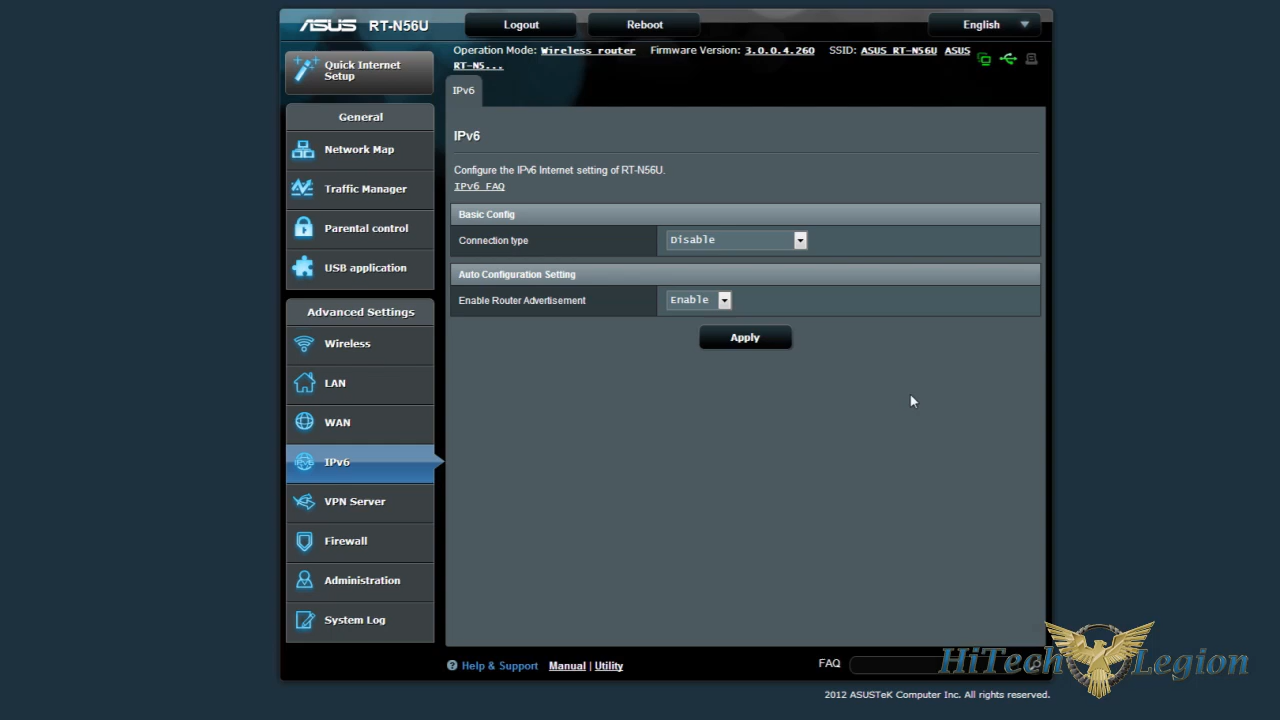 ASUS RT-N56U Logout Reboot English
Operation Mode: Wireless router Firmware Version: 3.0.0.4.260 SSID: ASUS RT-N56U ASUS
RT-N5...
Quick Internet
Setup
General
Network Map
Traffic Manager
Parental control
USB application
Advanced Settings
Wireless
LAN
WAN
IPv6
VPN Server
Firewall
Administration
System Log
IPv6
IPv6
Configure the IPv6 Internet setting of RT-N56U.
IPv6 FAQ
Basic Config
Connection type Disable
Auto Configuration Setting
Enable Router Advertisement Enable
Apply
Help & Support Manual | Utility FAQ
HiTech Legion
2012 ASUSTeK Computer Inc. All rights reserved.